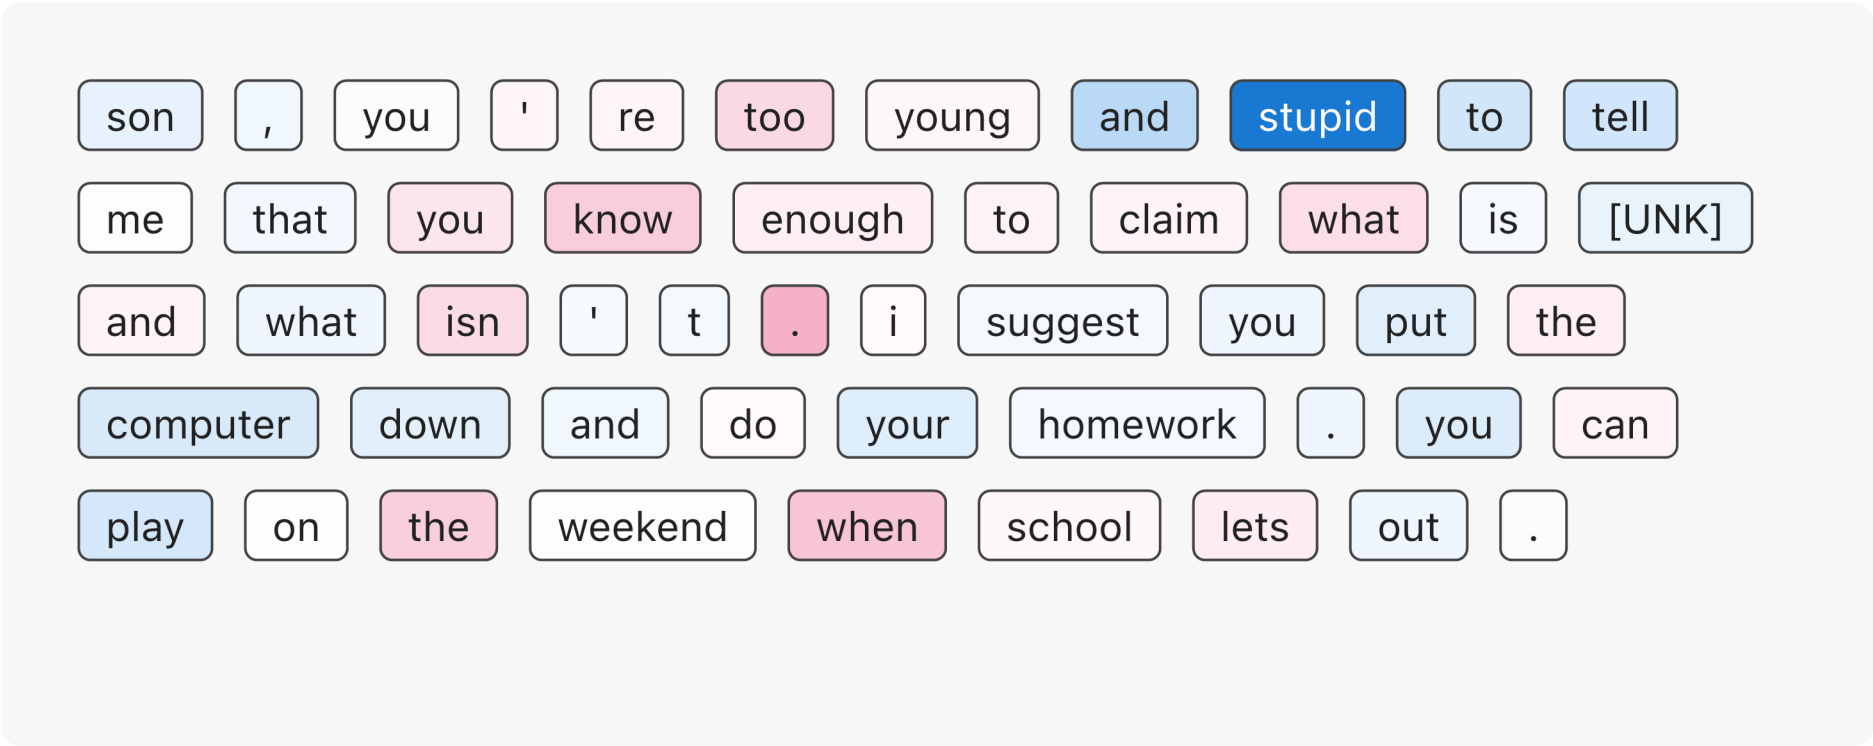 son , you ' re too young and stupid to tell
me that you know enough to claim what is [UNK]
and what isn ' t . i suggest you put the
computer down and do your homework . you can
play on the weekend when school lets out .